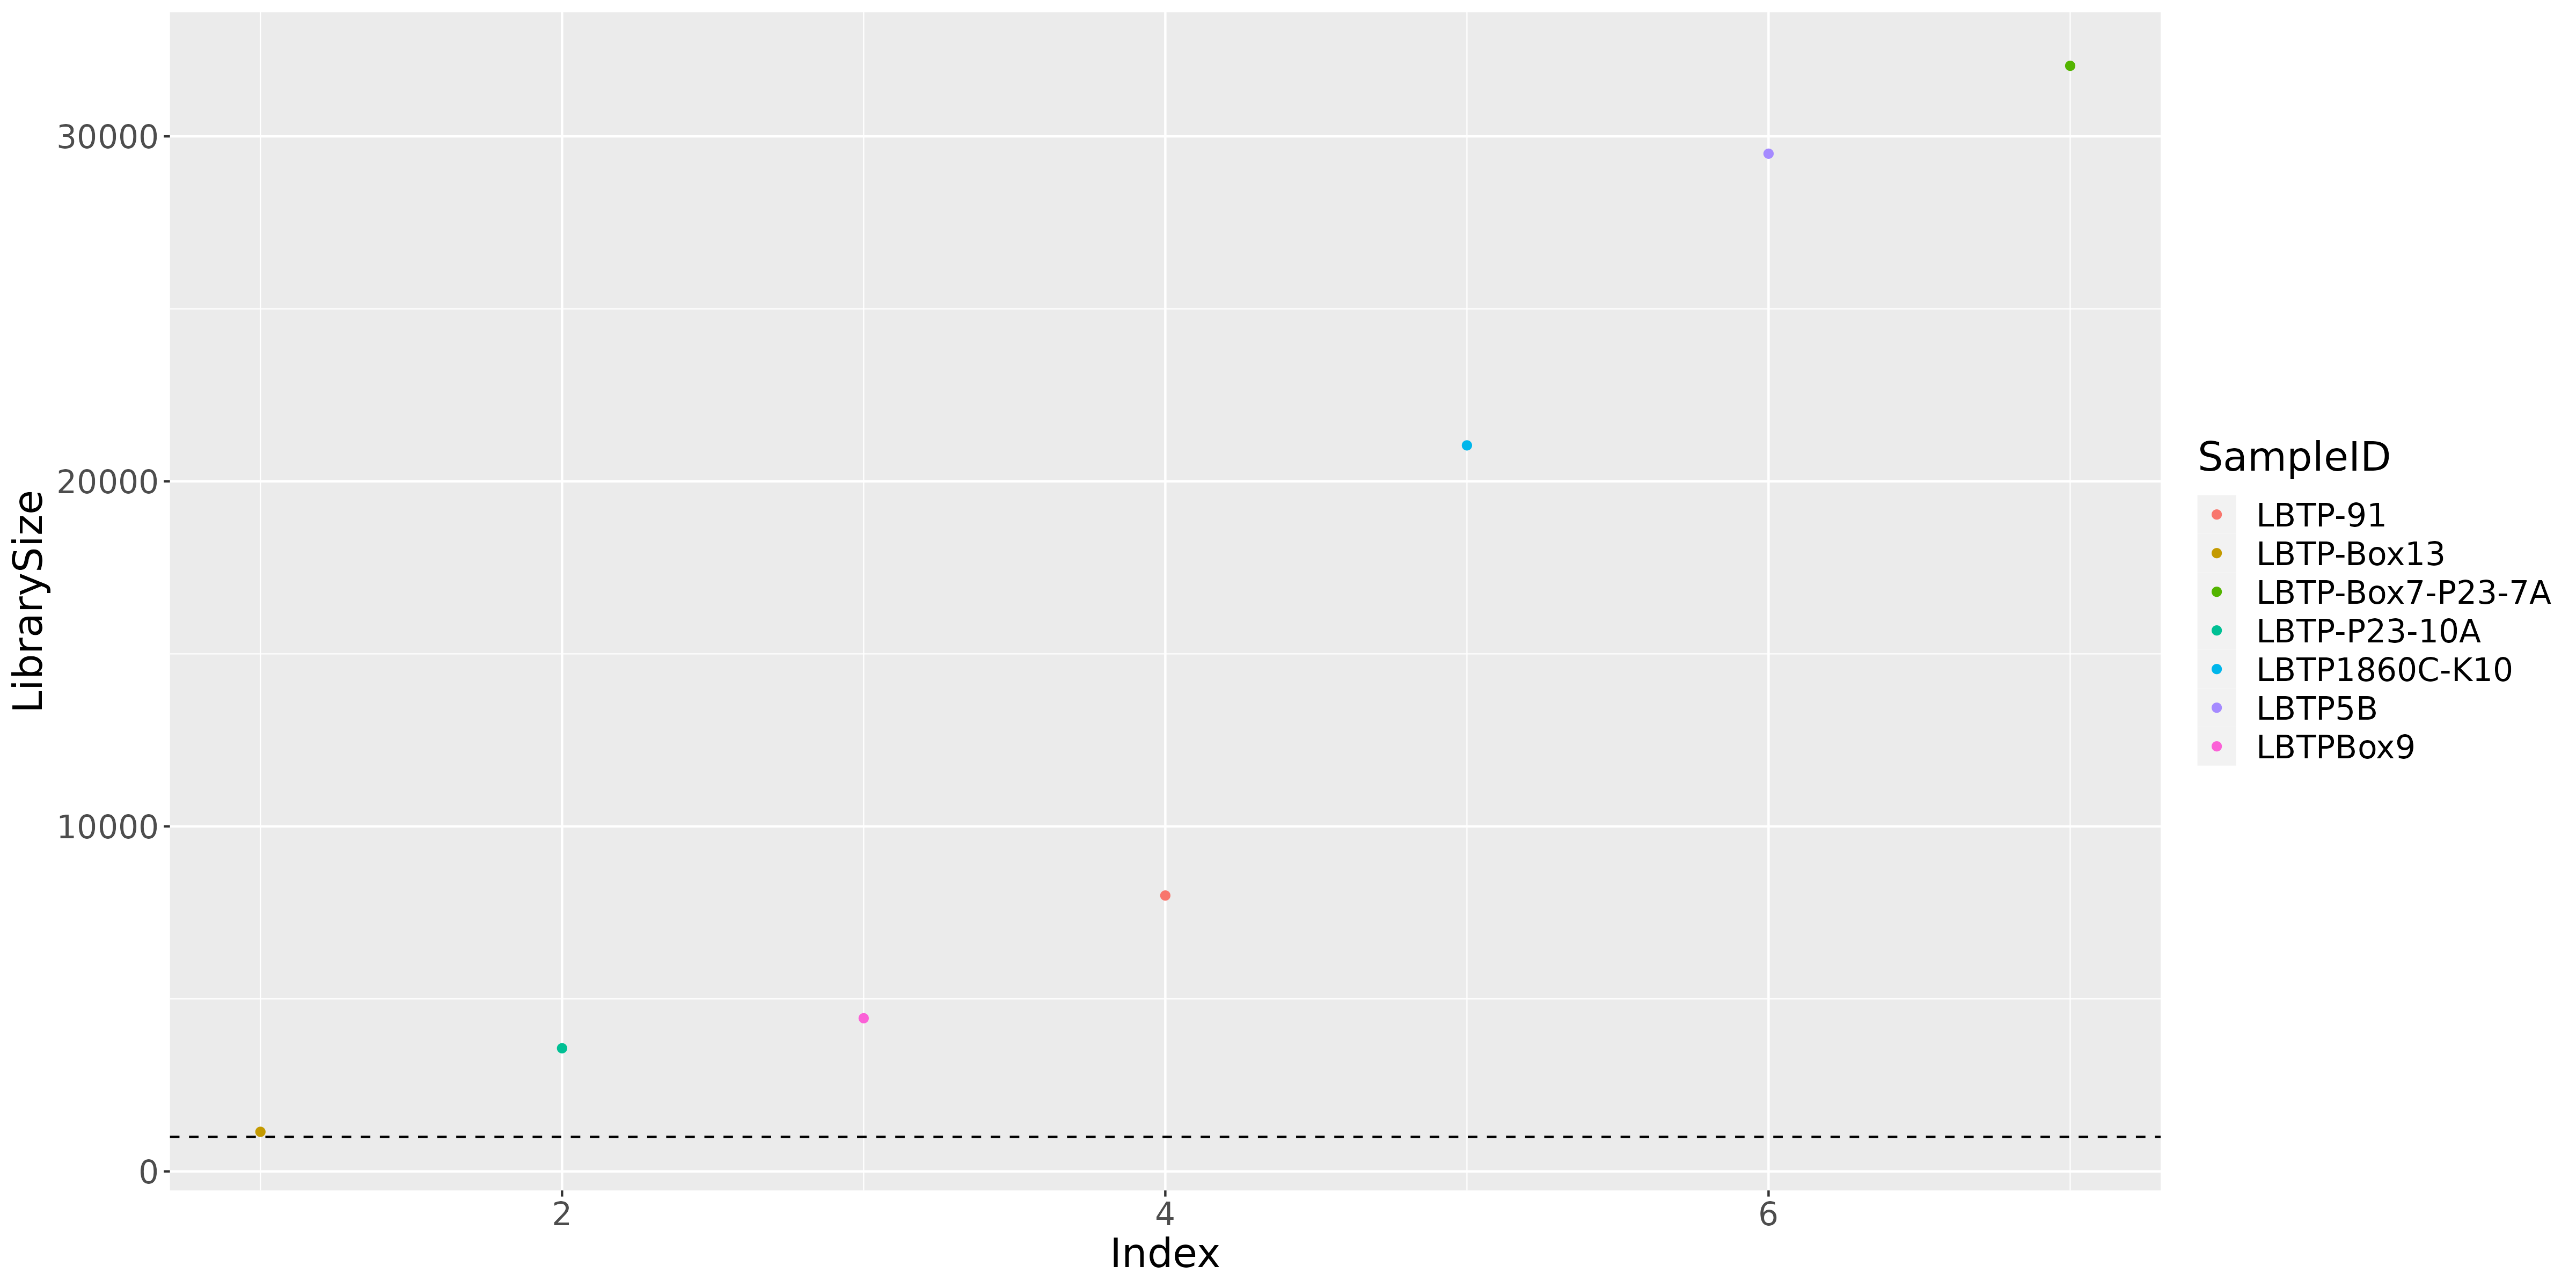 LibrarySize
30000
20000
10000
0
2 4 6
Index
SampleID
LBTP-91
LBTP-Box13
LBTP-Box7-P23-7A
LBTP-P23-10A
LBTP1860C-K10
LBTP5B
LBTPBox9